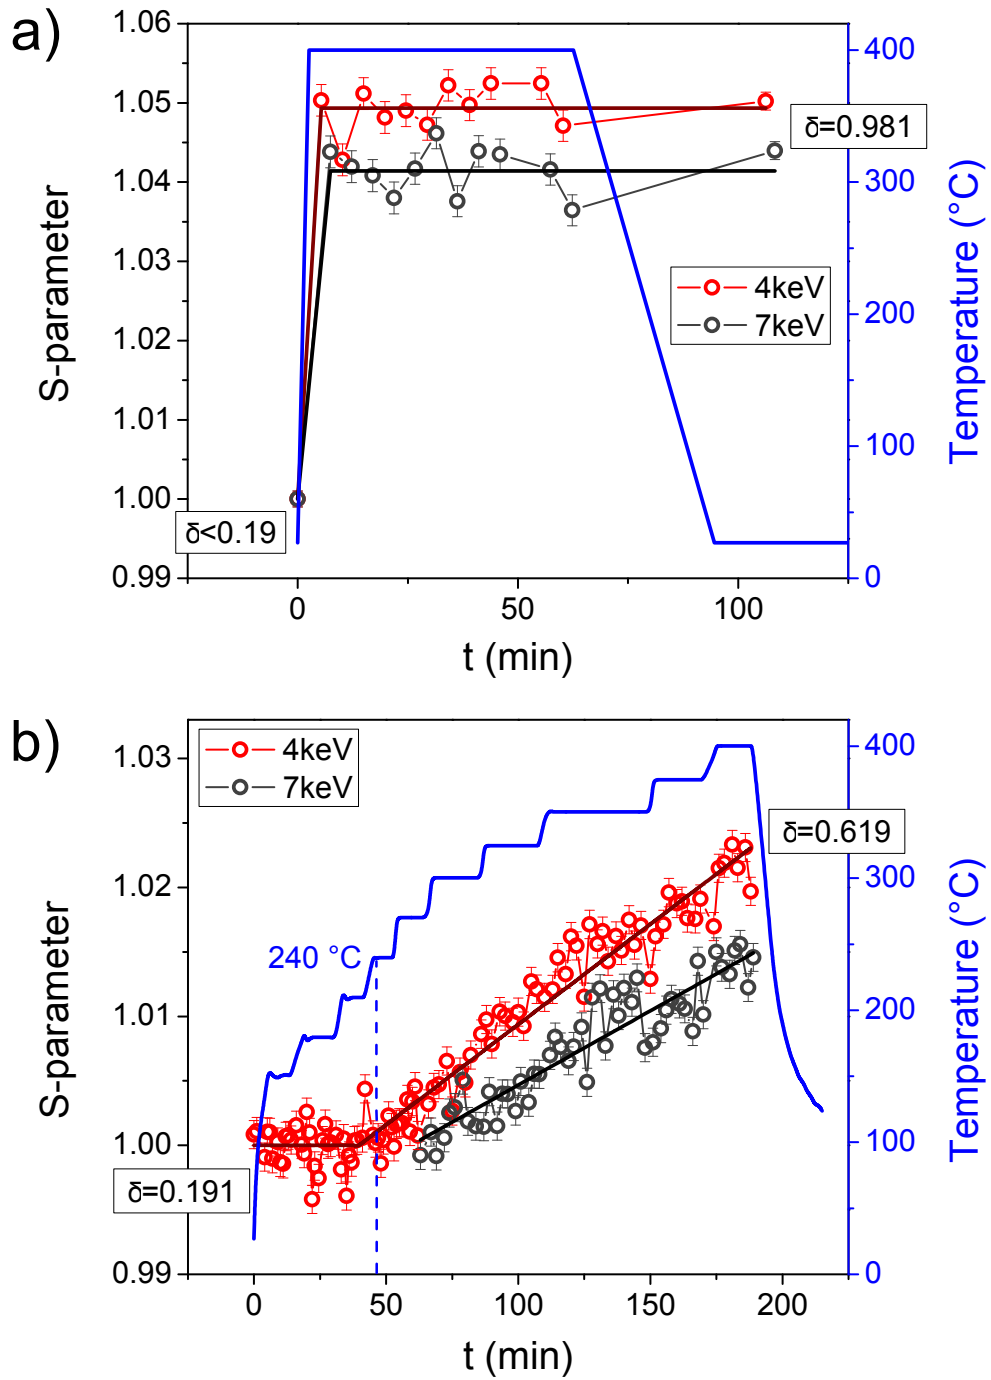 a)
1.06
1.05
1.04
1.03
1.02
1.01
1.00
0.99
S-parameter
400
300
200
100
0
Temperature (°C)
δ=0.981
4keV
7keV
δ<0.19
0
50
100
t (min)
b)
1.03
1.02
1.01
1.00
0.99
S-parameter
4keV
7keV
400
300
200
100
0
Temperature (°C)
δ=0.619
240 °C
δ=0.191
0
50
100
150
200
t (min)